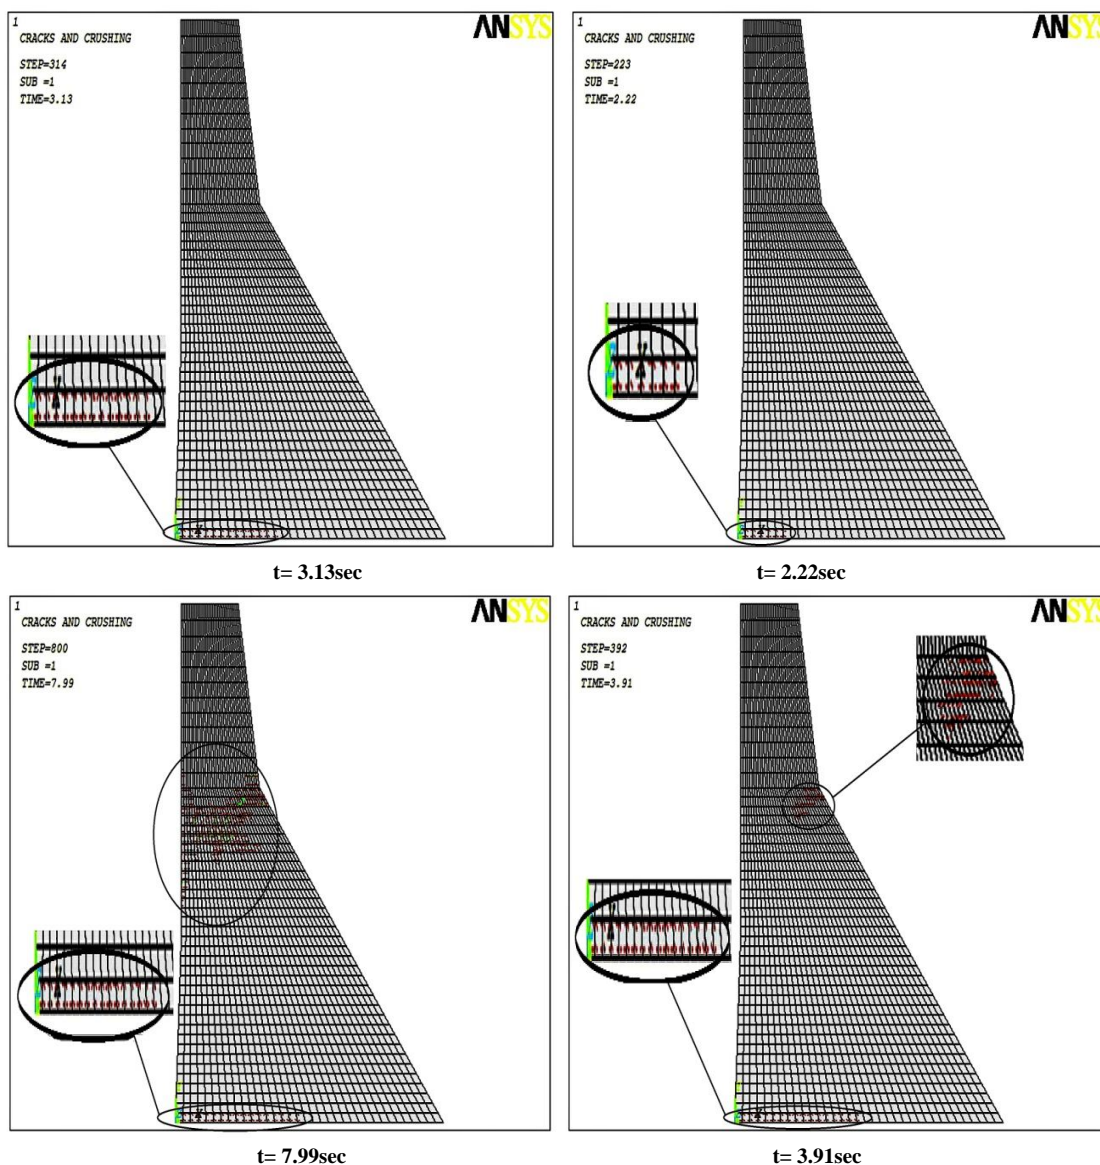 1
ANSYS
CRACKS AND CRUSHING
STEP=314
SUB =1
TIME=3.13
X
t= 3.13sec
1
ANSYS
CRACKS AND CRUSHING
STEP=223
SUB =1
TIME=2.22
X
t= 2.22sec
1
ANSYS
CRACKS AND CRUSHING
STEP=800
SUB =1
TIME=7.99
X
t= 7.99sec
1
ANSYS
CRACKS AND CRUSHING
STEP=392
SUB =1
TIME=3.91
X
t= 3.91sec